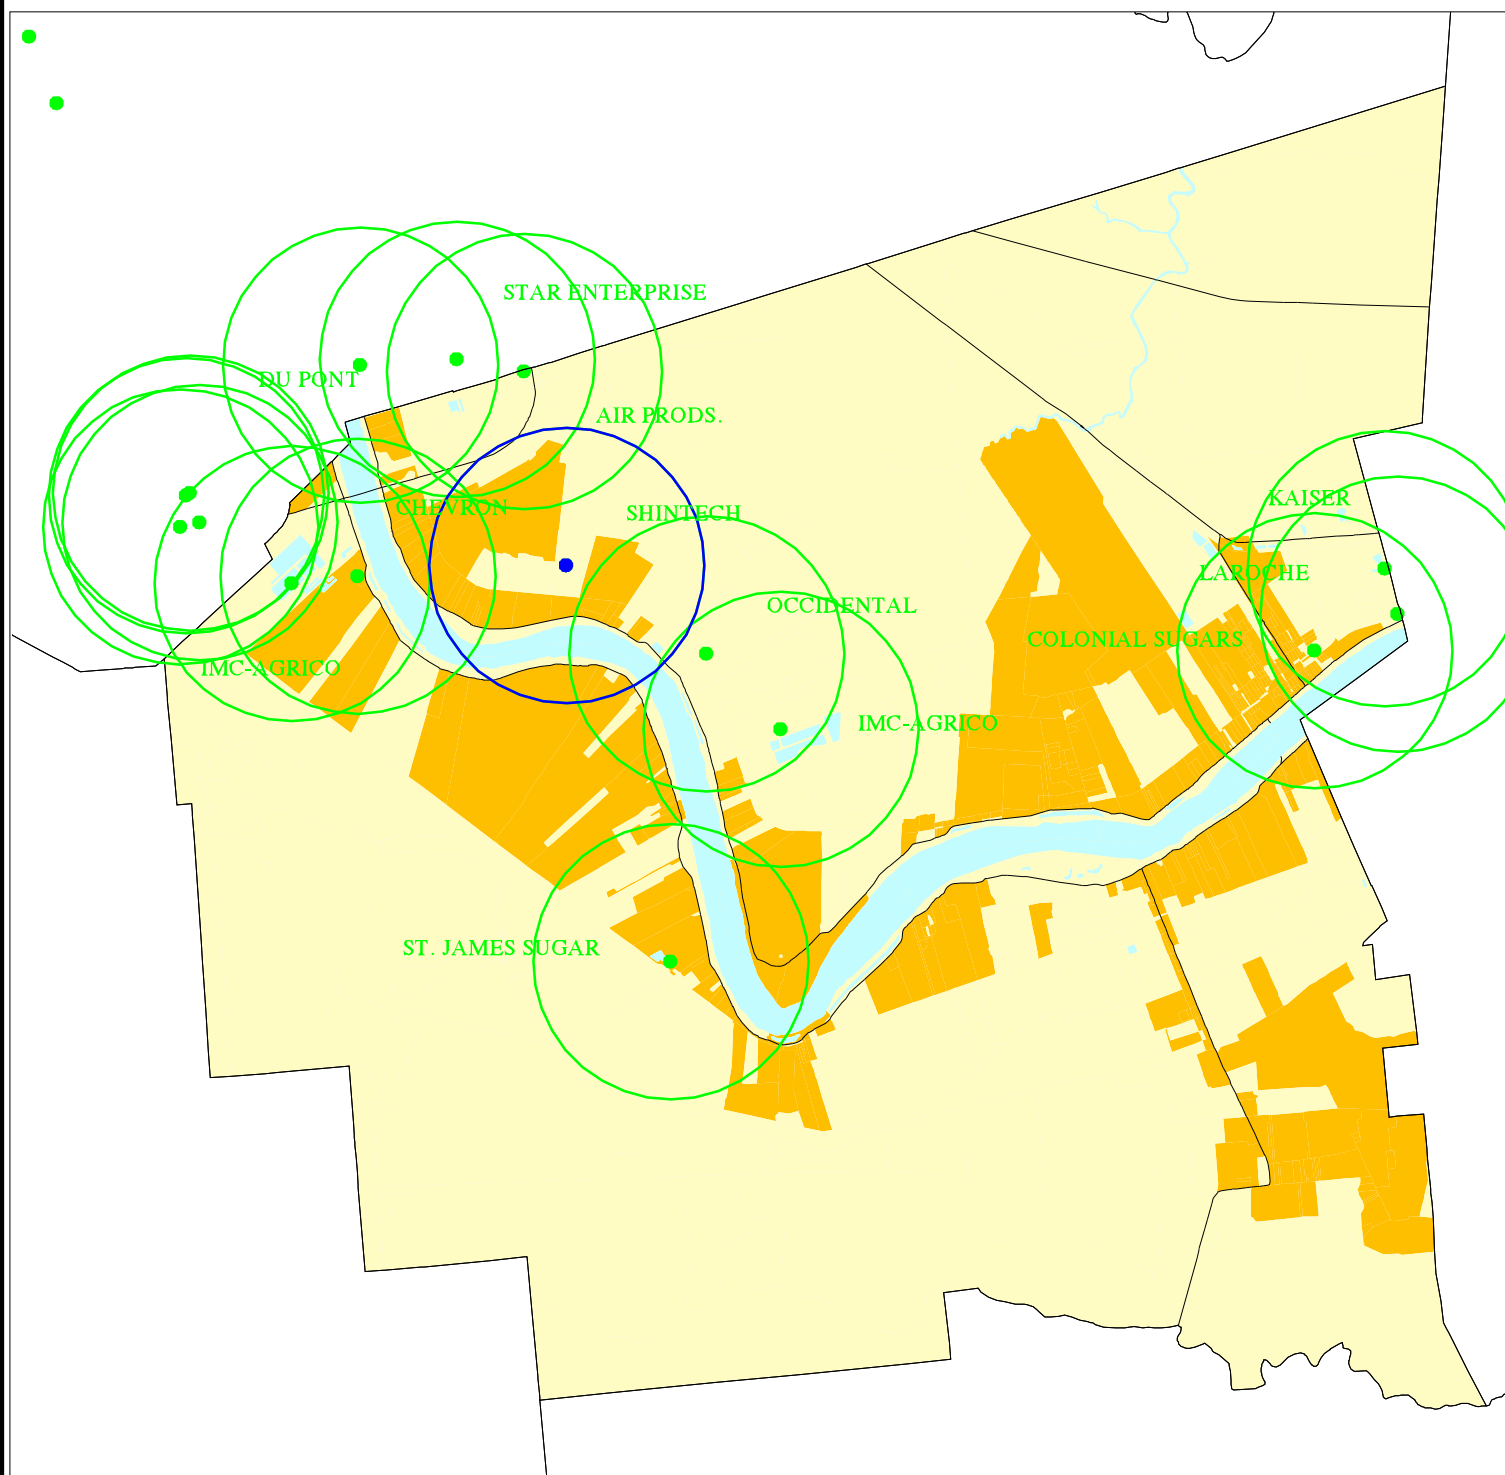 STAR ENTERPRISE
DU PONT
AIR PRODS.
CHEVRON
SHINTECH
KAISER
LAROCHE
OCCIDENTAL
COLONIAL SUGARS
IMC-AGRICO
IMC-AGRICO
ST. JAMES SUGAR